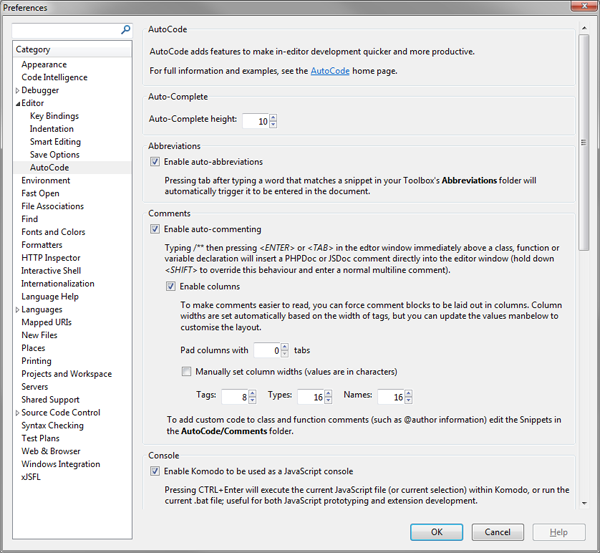 Preferences
Category
Appearance
Code Intelligence
Debugger
Editor
Key Bindings
Indentation
Smart Editing
Save Options
AutoCode
Environment
Fast Open
File Associations
Find
Fonts and Colors
Formatters
HTTP Inspector
Interactive Shell
Internationalization
Language Help
Languages
Mapped URIs
New Files
Places
Printing
Projects and Workspace
Servers
Shared Support
Source Code Control
Syntax Checking
Test Plans
Web & Browser
Windows Integration
xJSFL
AutoCode
AutoCode adds features to make in-editor development quicker and more productive.
For full information and examples, see the AutoCode home page.
Auto-Complete
Auto-Complete height: 10
Abbreviations
Enable auto-abbreviations
Pressing tab after typing a word that matches a snippet in your Toolbox's Abbreviations folder will
automatically trigger it to be entered in the document.
Comments
Enable auto-commenting
Typing /** then pressing <ENTER> or <TAB> in the edtor window immediately above a class, function or
variable declaration will insert a PHPDoc or JSDoc comment directly into the editor window (hold down
<SHIFT> to override this behaviour and enter a normal multiline comment).
Enable columns
To make comments easier to read, you can force comment blocks to be laid out in columns. Column
widths are set automatically based on the width of tags, but you can update the values manbelow to
customise the layout.
Pad columns with 0 tabs
Manually set column widths (values are in characters)
Tags: 8 Types: 16 Names: 16
To add custom code to class and function comments (such as @author information) edit the Snippets in
the AutoCode/Comments folder.
Console
Enable Komodo to be used as a JavaScript console
Pressing CTRL+Enter will execute the current JavaScript file (or current selection) within Komodo, or run the
current .bat file; useful for both JavaScript prototyping and extension development.
OK Cancel Help